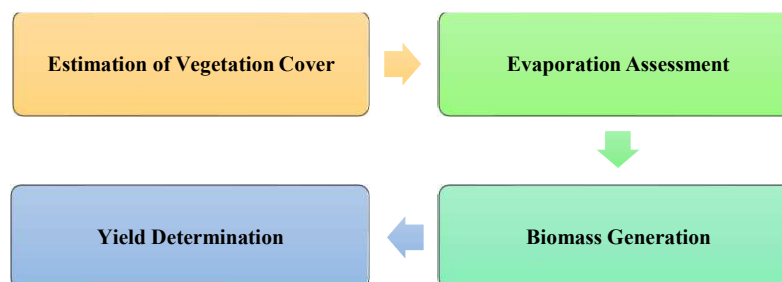 Estimation of Vegetation Cover
Evaporation Assessment
Biomass Generation
Yield Determination